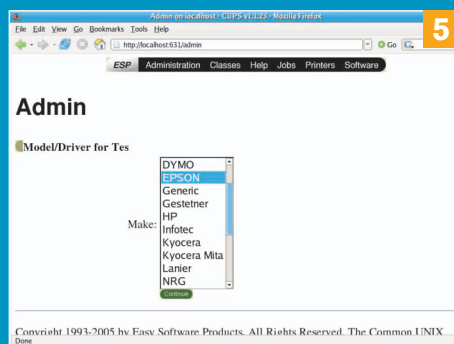 Admin on localhost - CUPS v1.1.23 - Mozilla Firefox
File Edit View Go Bookmarks Tools Help
http://localhost:631/admin
Go
5
ESP Administration Classes Help Jobs Printers Software
Admin
Model/Driver for Tes
DYMO
EPSON
Generic
Gestetner
HP
Make: Infotec
Kyocera
Kyocera Mita
Lanier
NRG
Continue
Copyright 1993-2005 by Easy Software Products, All Rights Reserved. The Common UNIX
Done